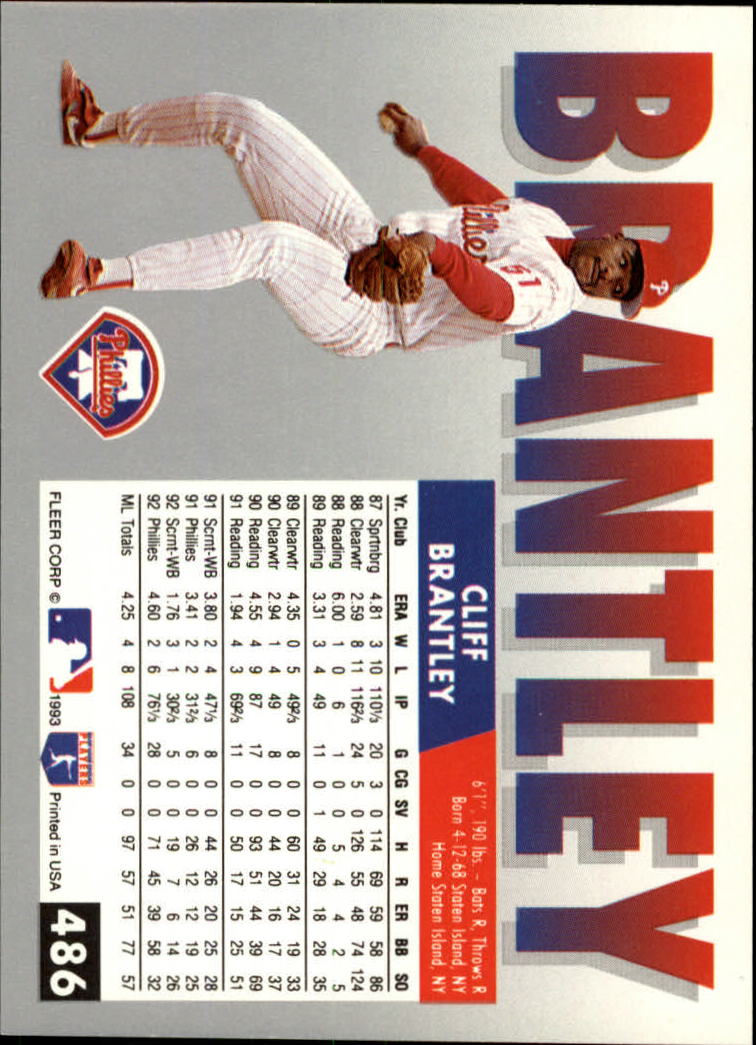 BRANTLEY
P
Phillies
51
Phillies
CLIFF
BRANTLEY
6'1", 190 lbs. – Bats R, Throws R
Born 4-12-68 Staten Island, NY
Home Staten Island, NY
Yr. Club ERA W L IP G CG SV H R ER BB SO
87 Sprtnbrg 4.81 3 10 110⅓ 20 3 0 114 69 59 58 86
88 Clearwtr 2.59 8 11 116⅔ 24 5 0 126 55 48 74 124
88 Reading 6.00 1 0 6 1 0 0 5 4 4 2 5
89 Reading 3.31 3 4 49 11 0 1 49 29 18 28 35
89 Clearwtr 4.35 0 5 49⅔ 8 0 0 60 31 24 19 33
90 Clearwtr 2.94 1 4 49 8 0 0 44 20 16 17 37
90 Reading 4.55 4 9 87 17 0 0 93 51 44 39 69
91 Reading 1.94 4 3 69⅔ 11 0 0 50 17 15 25 51
91 Scrnt-WB 3.80 2 4 47⅓ 8 0 0 44 26 20 25 28
91 Phillies 3.41 2 2 31⅔ 6 0 0 26 12 12 19 25
92 Scrnt-WB 1.76 3 1 30⅔ 5 0 0 19 7 6 14 26
92 Phillies 4.60 2 6 76⅓ 28 0 0 71 45 39 58 32
ML Totals 4.25 4 8 108 34 0 0 97 57 51 77 57
FLEER CORP © 1993 PLAYERS Printed in USA 486